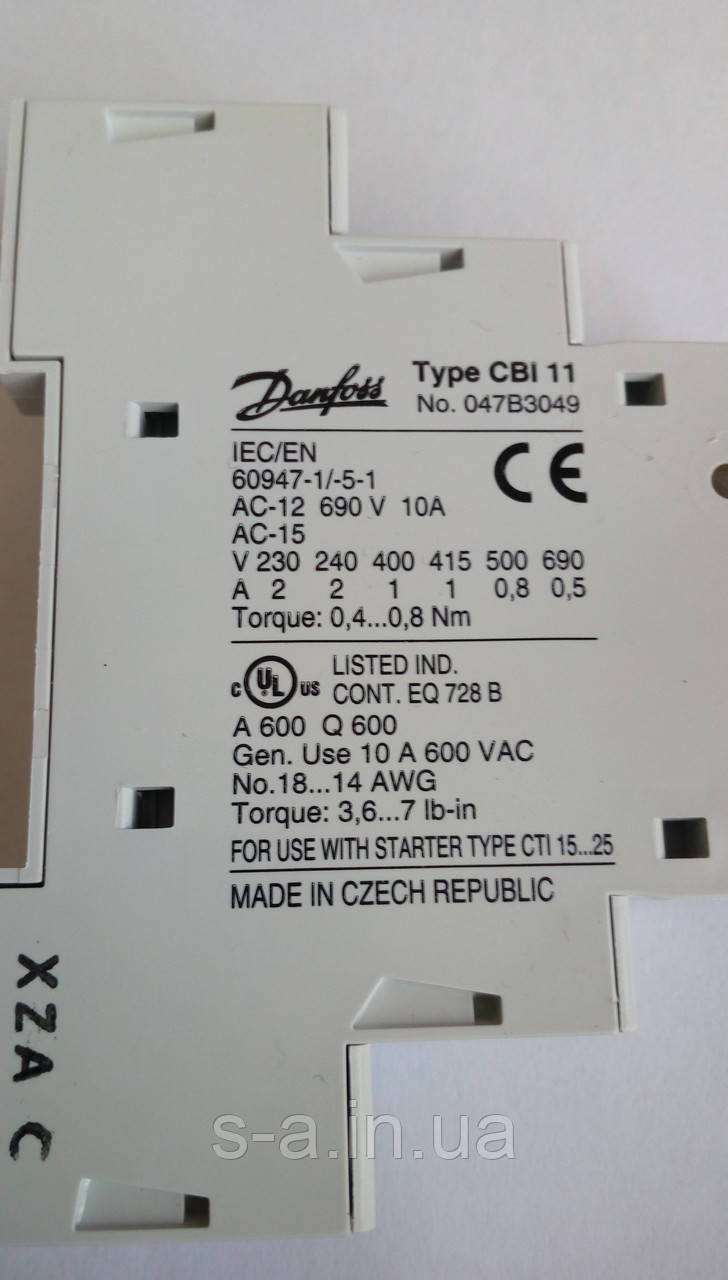 Danfoss Type CBI 11
No. 047B3049
IEC/EN
60947-1/-5-1
AC-12 690 V 10A
AC-15
V 230 240 400 415 500 690
A 2 2 1 1 0,8 0,5
Torque: 0,4...0,8 Nm
CE
c UL us LISTED IND.
CONT. EQ 728 B
A 600 Q 600
Gen. Use 10 A 600 VAC
No.18...14 AWG
Torque: 3,6...7 lb-in
FOR USE WITH STARTER TYPE CTI 15...25
MADE IN CZECH REPUBLIC
XZA C
s-a.in.ua